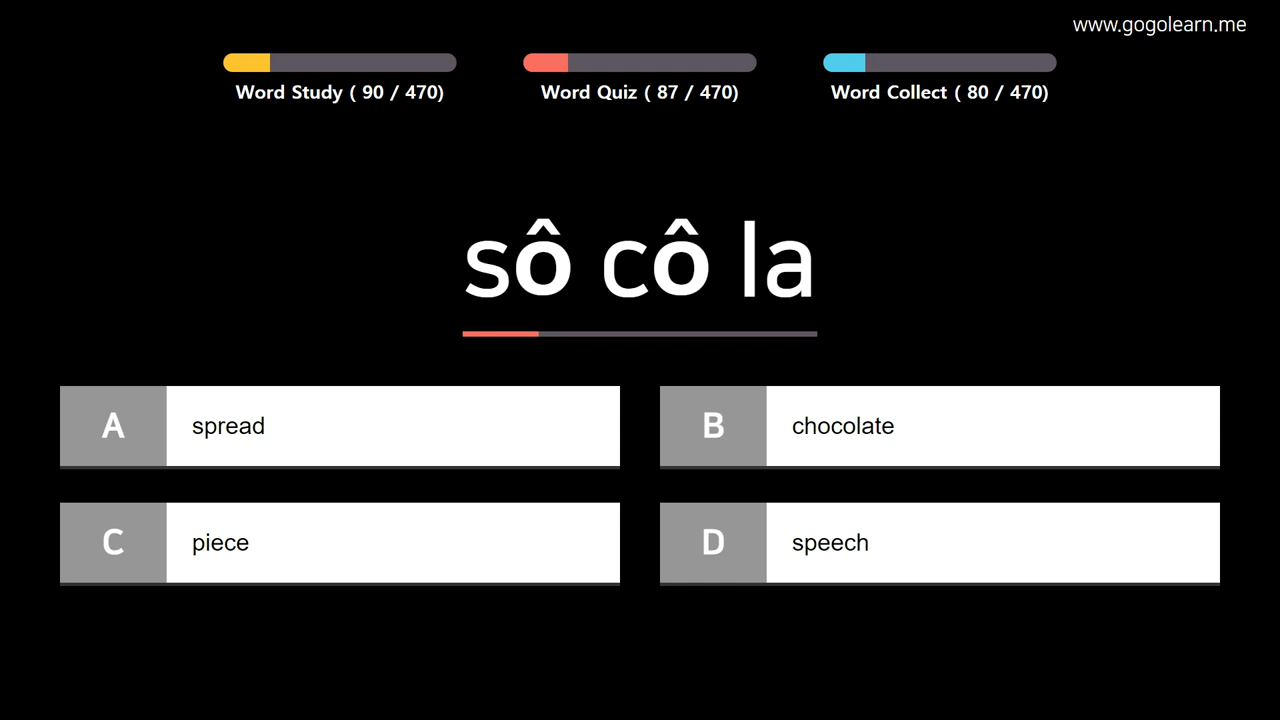 www.gogolearn.me
Word Study ( 90 / 470)
Word Quiz ( 87 / 470)
Word Collect ( 80 / 470)
sô cô la
A spread
B chocolate
C piece
D speech